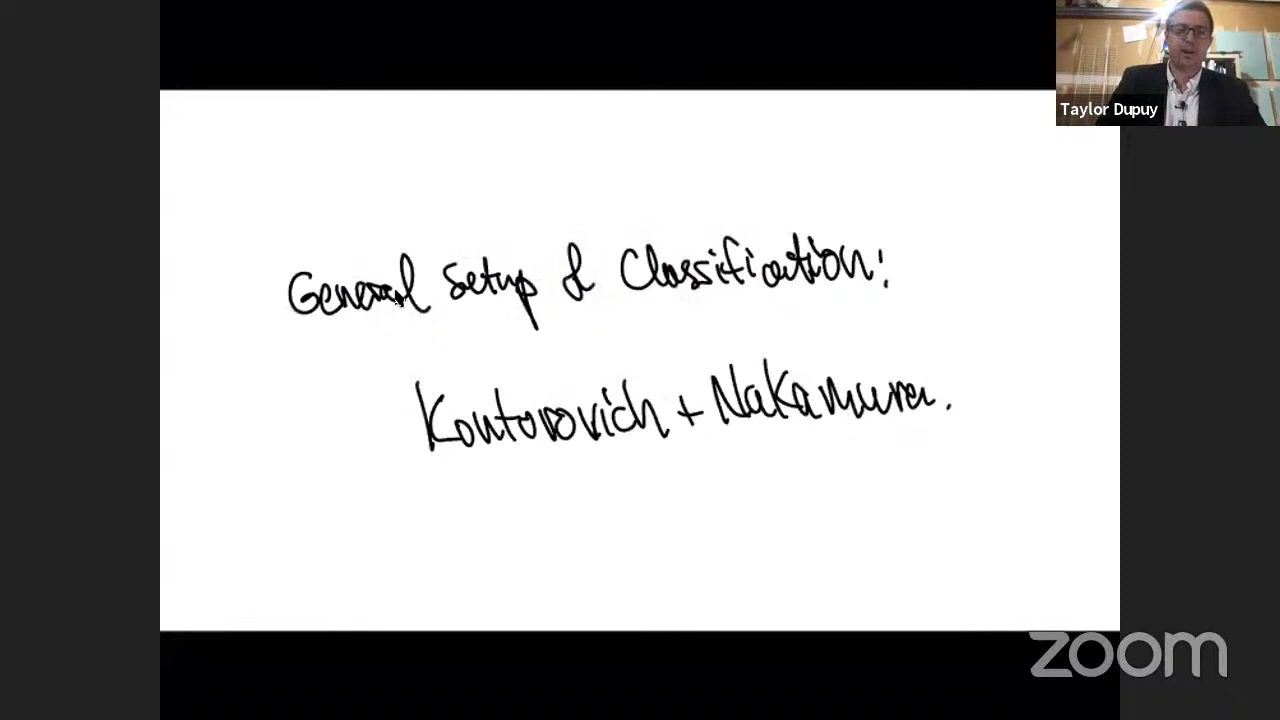 Taylor Dupuy
General Setup & Classification:
Kontorovich + Nakamura.
zoom